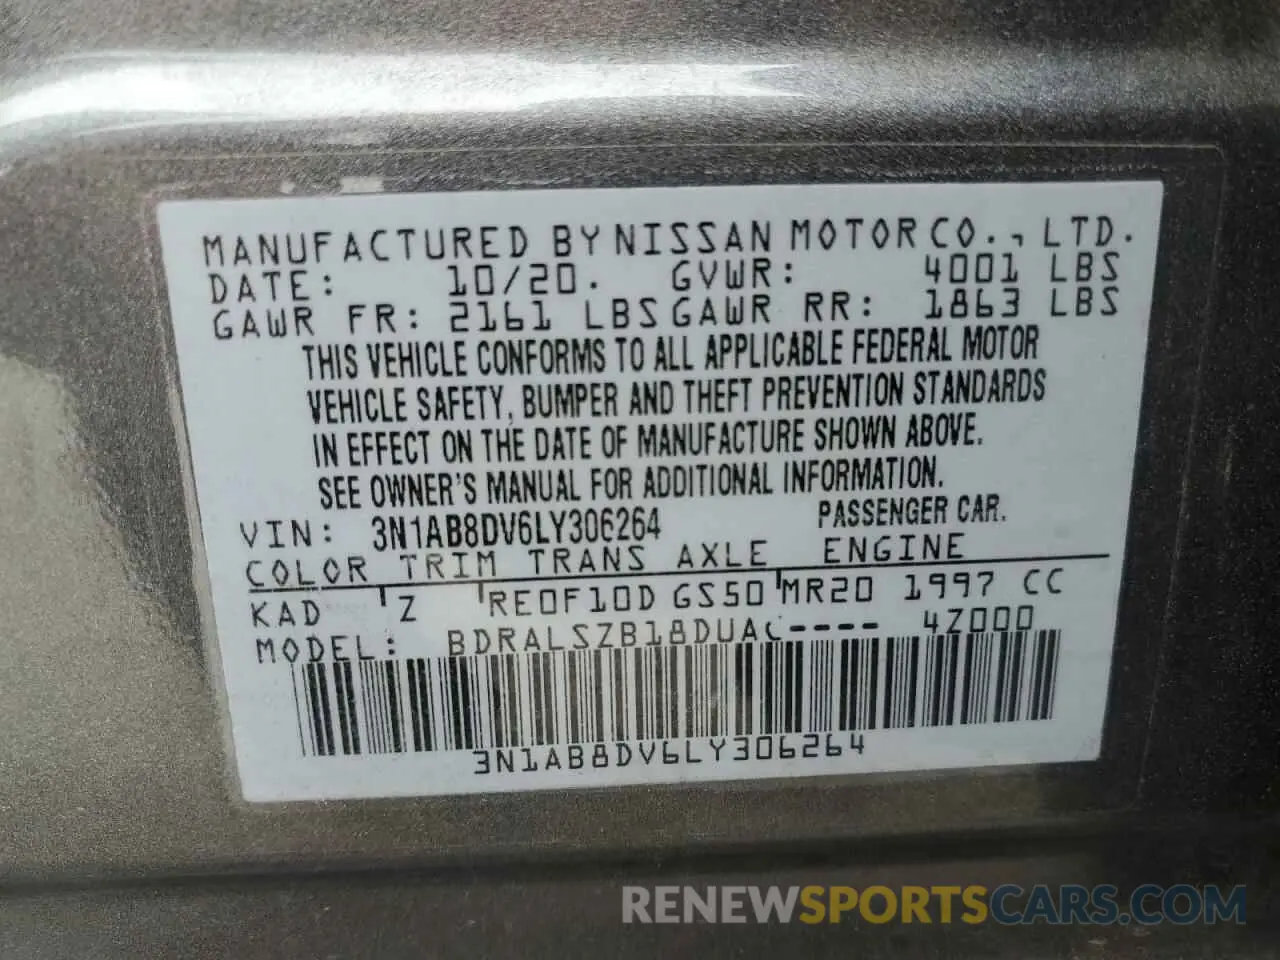 MANUFACTURED BY NISSAN MOTOR CO., LTD.
DATE: 10/20. GVWR: 4001 LBS
GAWR FR: 2161 LBS GAWR RR: 1863 LBS
THIS VEHICLE CONFORMS TO ALL APPLICABLE FEDERAL MOTOR
VEHICLE SAFETY, BUMPER AND THEFT PREVENTION STANDARDS
IN EFFECT ON THE DATE OF MANUFACTURE SHOWN ABOVE.
SEE OWNER'S MANUAL FOR ADDITIONAL INFORMATION.
VIN: 3N1AB8DV6LY306264 PASSENGER CAR.
COLOR TRIM TRANS AXLE ENGINE
KAD Z RE0F10D GS50 MR20 1997 CC
MODEL: BDRALSZB18DUAC---- 4Z000
3N1AB8DV6LY306264
RENEWSPORTSCARS.COM